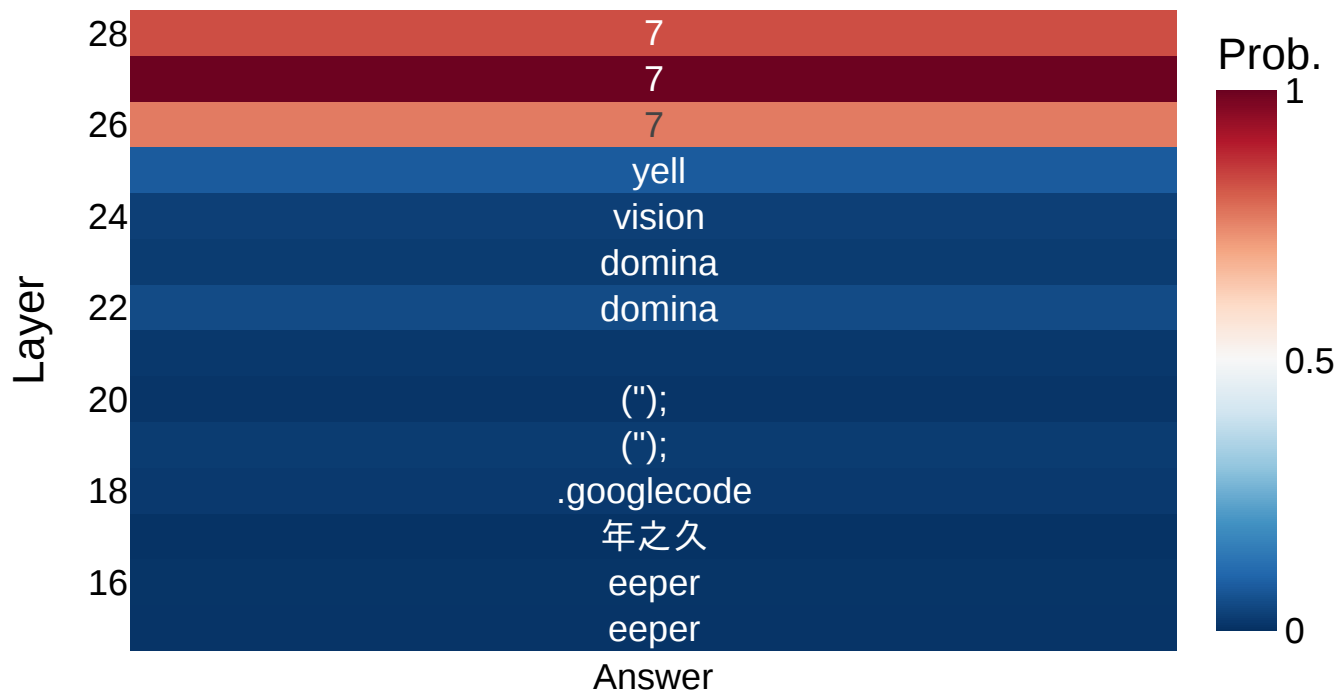 28 7
7
26 7
yell
24 vision
domina
22 domina
20 ('');
('');
18 .googlecode
年之久
16 eeper
eeper
Answer
Layer
Prob.
1
0.5
0